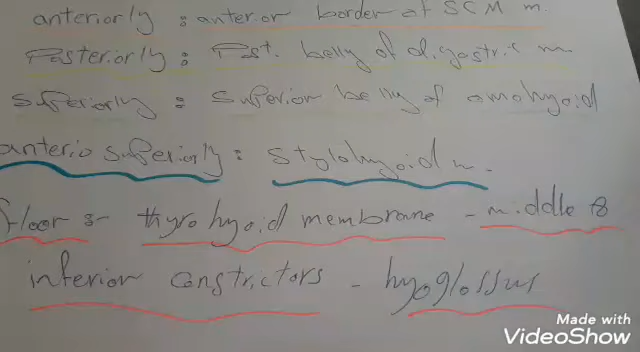 anteriorly : anterior border of SCM m.
Posteriorly : Post. belly of digastric m.
superiorly : superior belly of omohyoid
anterio superiorly : stylohyoid m.
floor :- thyrohyoid membrane - middle &
inferior constrictors - hyoglossus
Made with
VideoShow